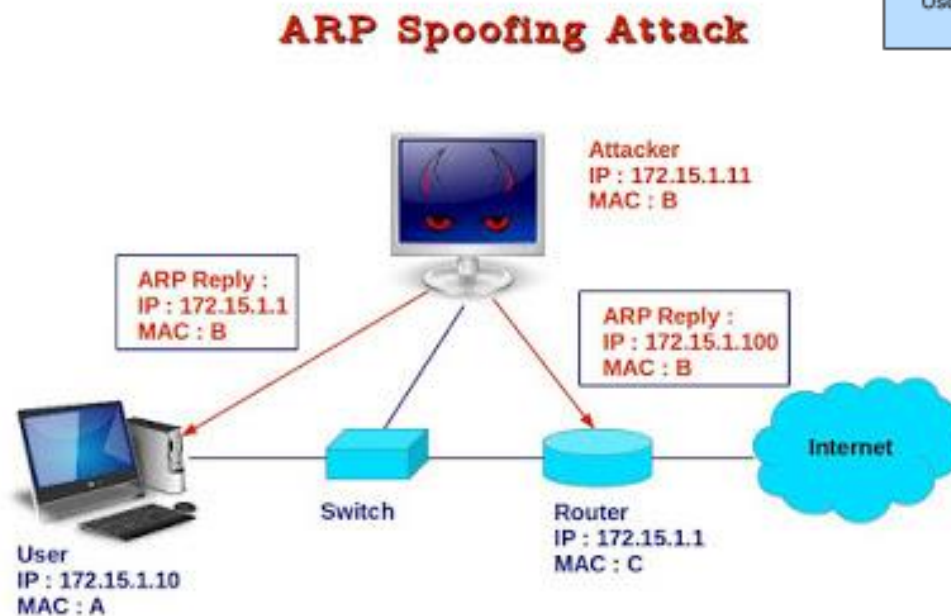 ARP Spoofing Attack
Attacker
IP : 172.15.1.11
MAC : B
ARP Reply :
IP : 172.15.1.1
MAC : B
ARP Reply :
IP : 172.15.1.100
MAC : B
Internet
Switch
Router
IP : 172.15.1.1
MAC : C
User
IP : 172.15.1.10
MAC : A